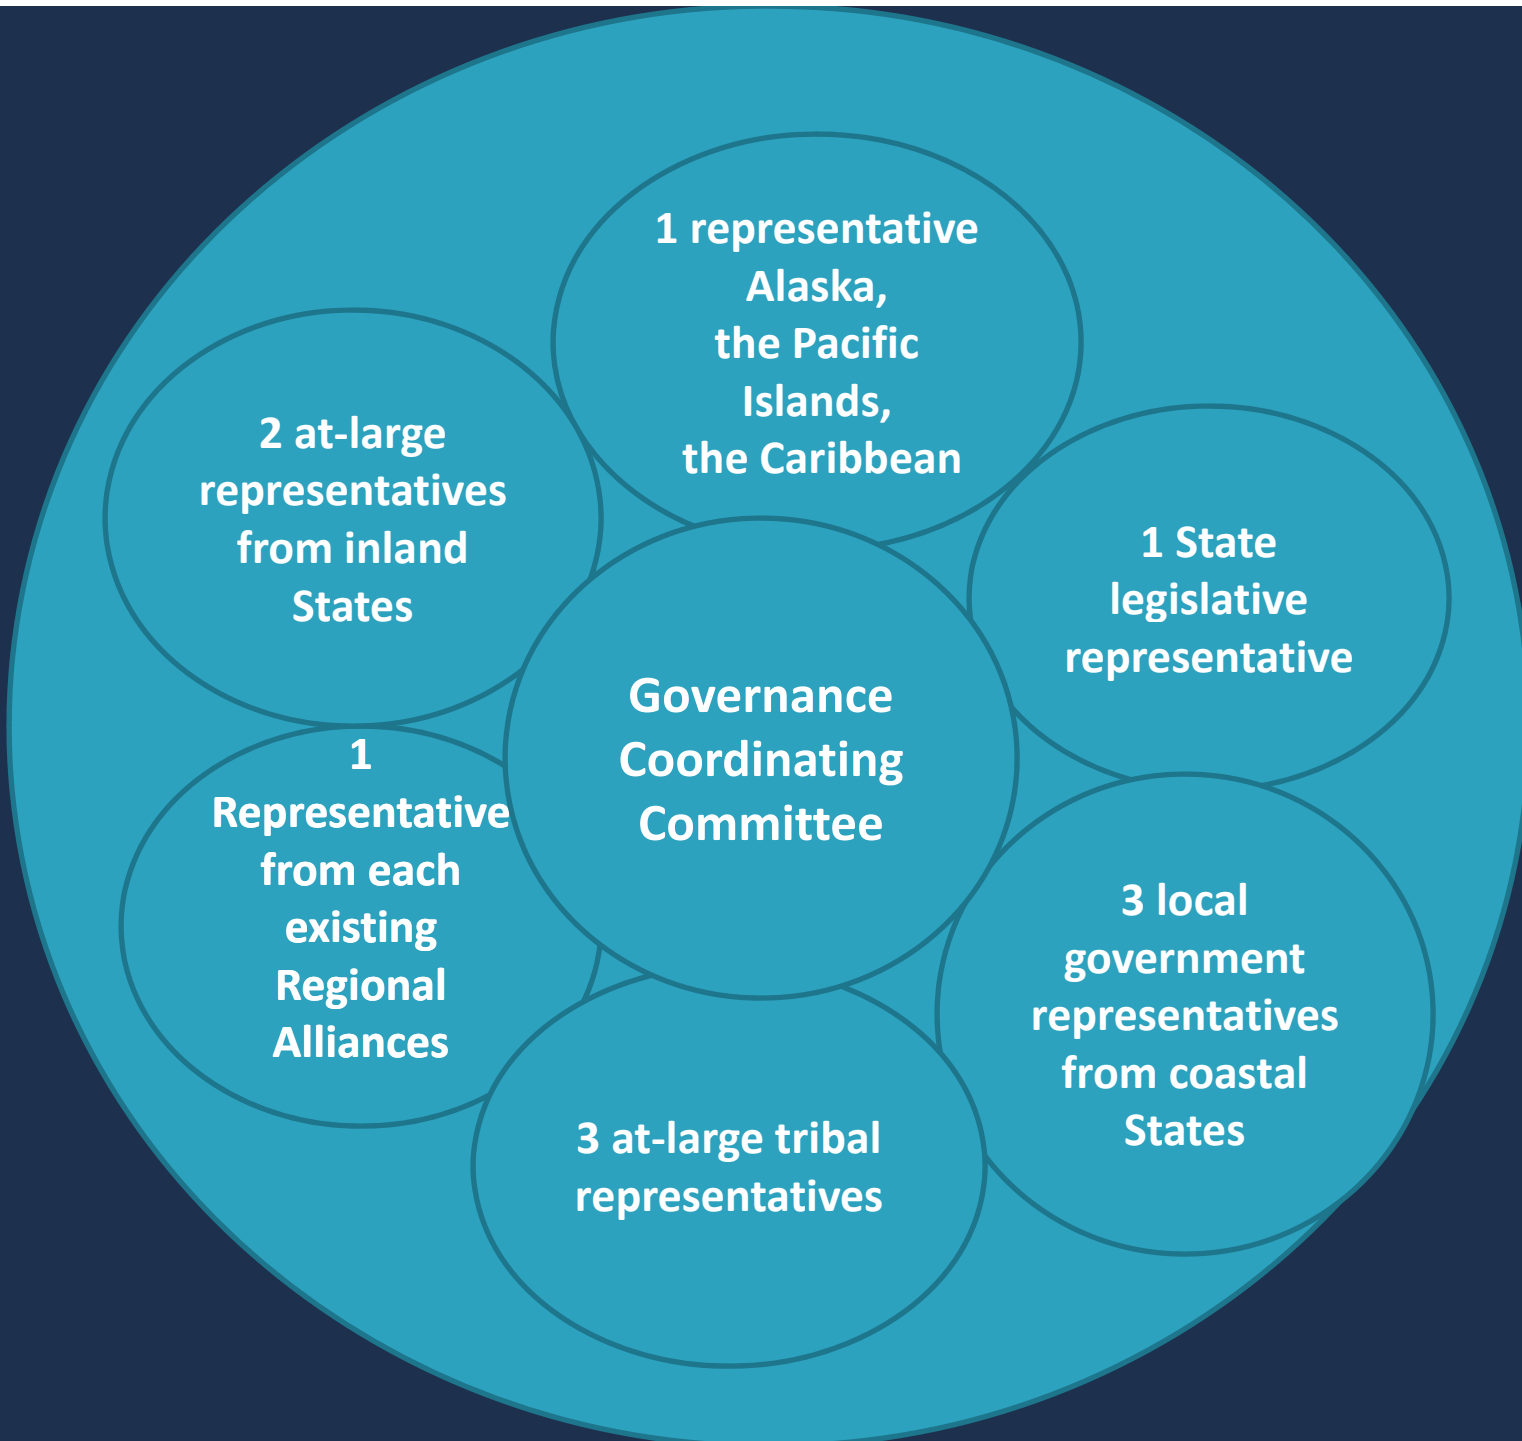 1 representative
Alaska,
the Pacific
Islands,
the Caribbean
2 at-large
representatives
from inland
States
1 State
legislative
representative
Governance
Coordinating
Committee
1
Representative
from each
existing
Regional
Alliances
3 local
government
representatives
from coastal
States
3 at-large tribal
representatives